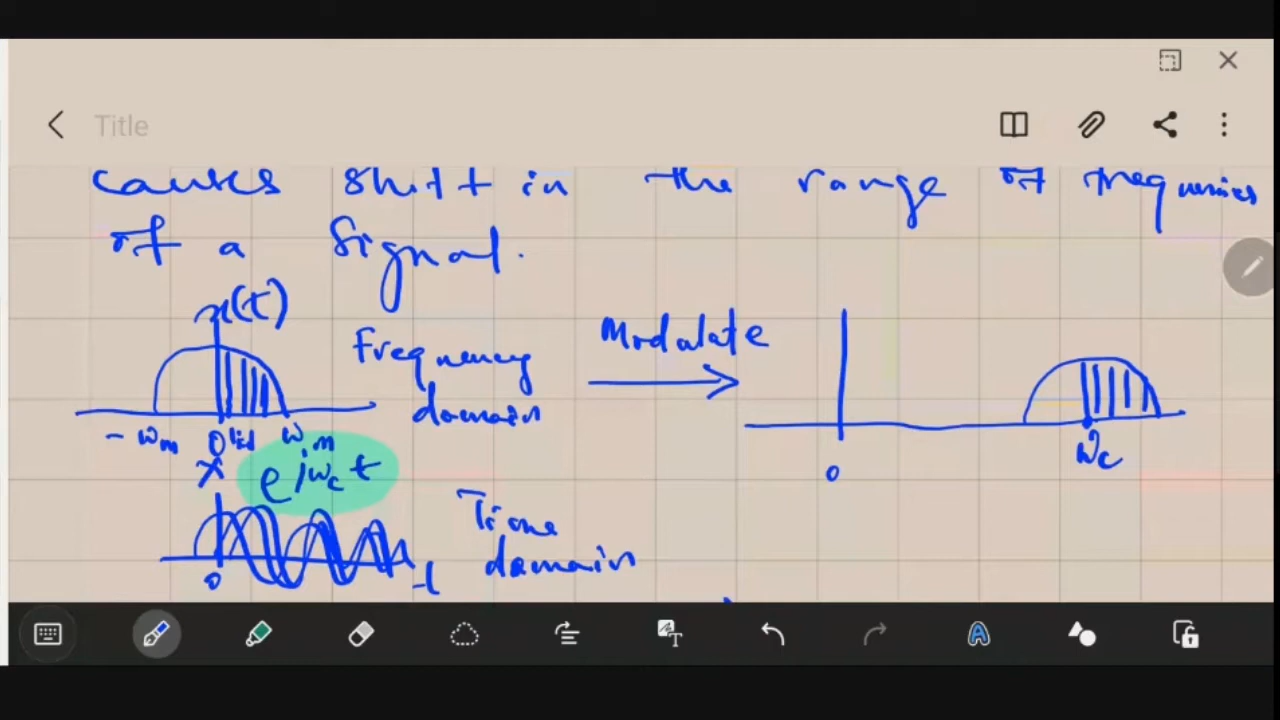 Title
causes shift in the range of frequencies
of a signal.
x(t)
Frequency
domain
Modulate
-ωm 0 ωm
× e^jωct
0 ωc
Time
domain
0 t